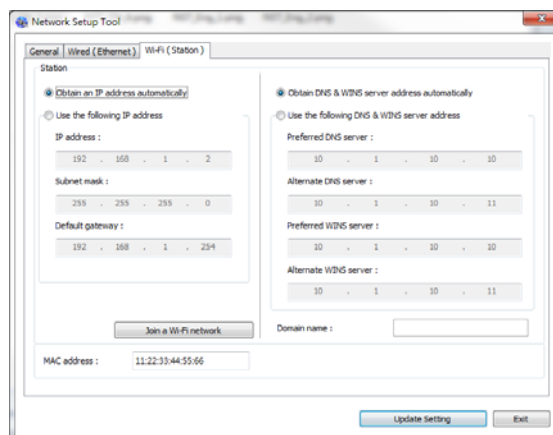 Network Setup Tool
General
Wired ( Ethernet )
Wi-Fi ( Station )
Station
Obtain an IP address automatically
Use the following IP address
IP address :
192 . 168 . 1 . 2
Subnet mask :
255 . 255 . 255 . 0
Default gateway :
192 . 168 . 1 . 254
Join a Wi-Fi network
Obtain DNS & WINS server address automatically
Use the following DNS & WINS server address
Preferred DNS server :
10 . 1 . 10 . 10
Alternate DNS server :
10 . 1 . 10 . 11
Preferred WINS server :
10 . 1 . 10 . 10
Alternate WINS server :
10 . 1 . 10 . 11
Domain name :
MAC address :
11:22:33:44:55:66
Update Setting
Exit